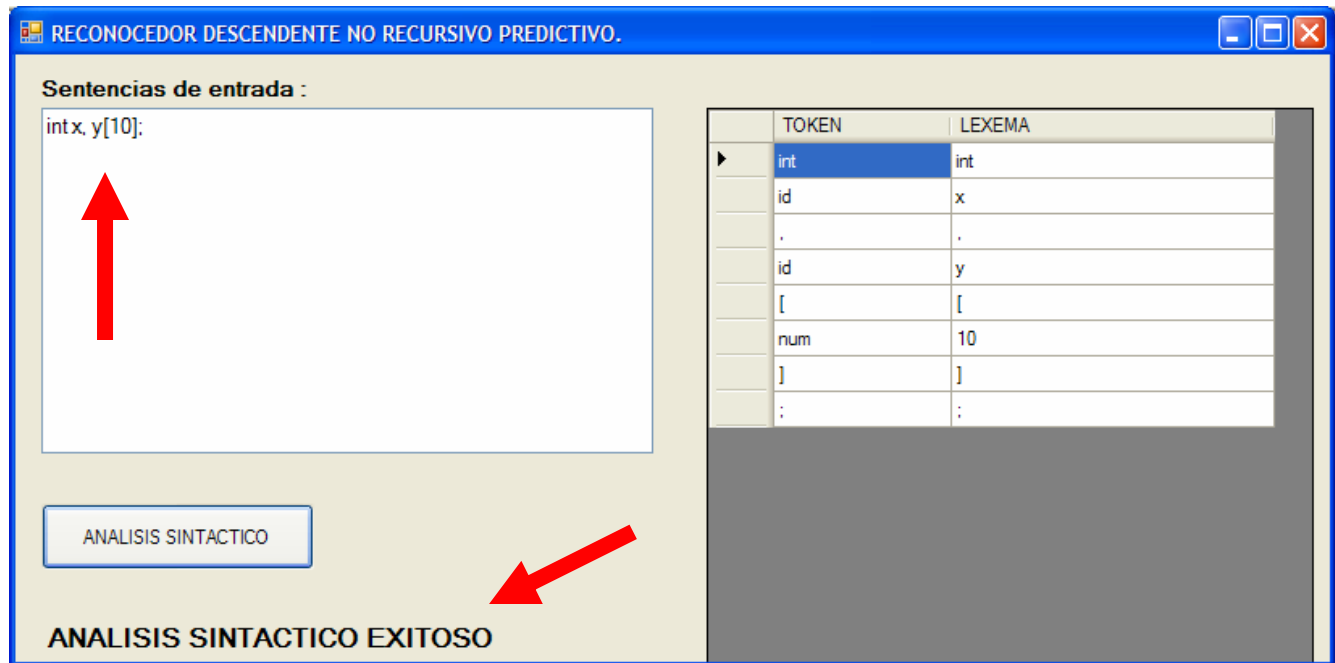 RECONOCEDOR DESCENDENTE NO RECURSIVO PREDICTIVO.
Sentencias de entrada :
int x, y[10];
TOKEN LEXEMA
int int
id x
, ,
id y
[ [
num 10
] ]
; ;
ANALISIS SINTACTICO
ANALISIS SINTACTICO EXITOSO